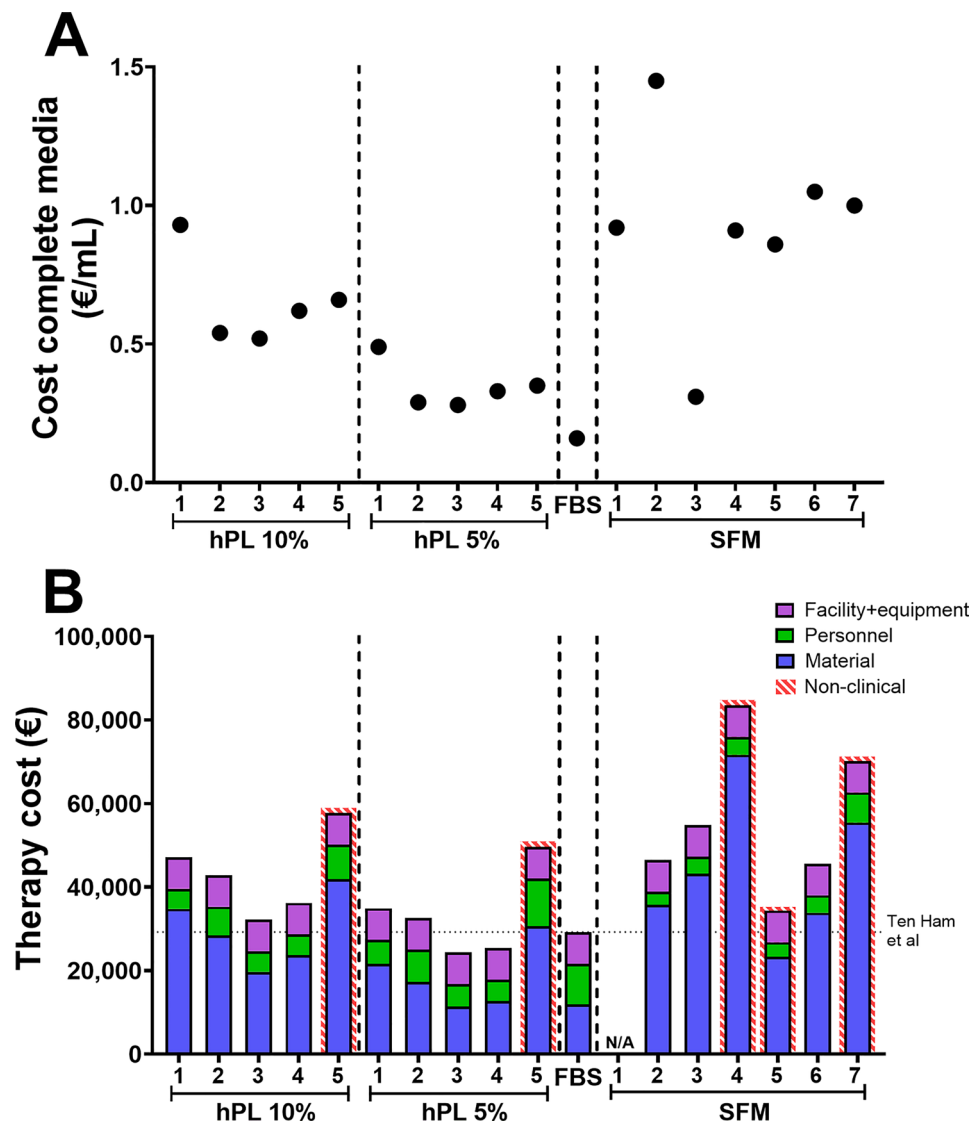 A
Cost complete media
(€/mL)
1.5
1.0
0.5
0.0
1 2 3 4 5 1 2 3 4 5 FBS 1 2 3 4 5 6 7
hPL 10% hPL 5% SFM
B
Facility+equipment
Personnel
Material
Non-clinical
Therapy cost (€)
100,000
80,000
60,000
40,000
20,000
0
Ten Ham
et al
N/A
1 2 3 4 5 1 2 3 4 5 FBS 1 2 3 4 5 6 7
hPL 10% hPL 5% SFM